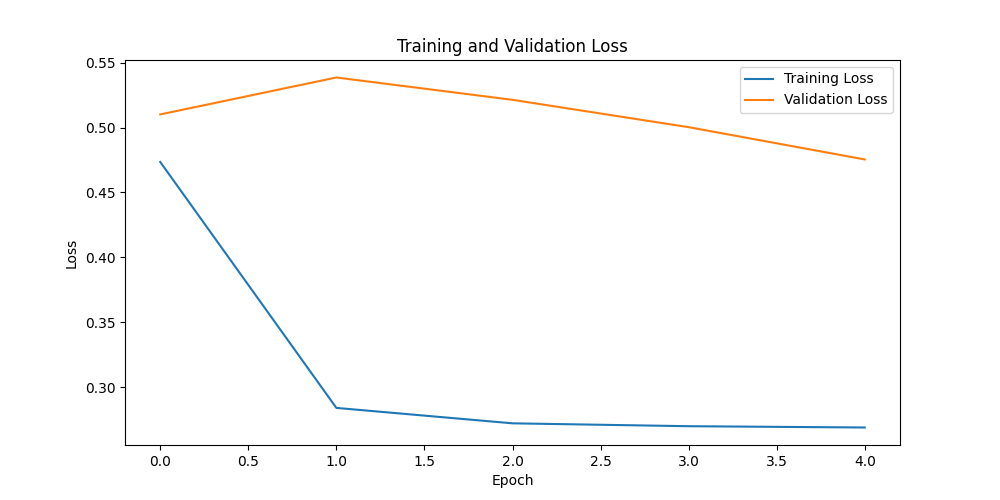 Training and Validation Loss
Training Loss
Validation Loss
0.55
0.50
0.45
0.40
0.35
0.30
Loss
0.0 0.5 1.0 1.5 2.0 2.5 3.0 3.5 4.0
Epoch